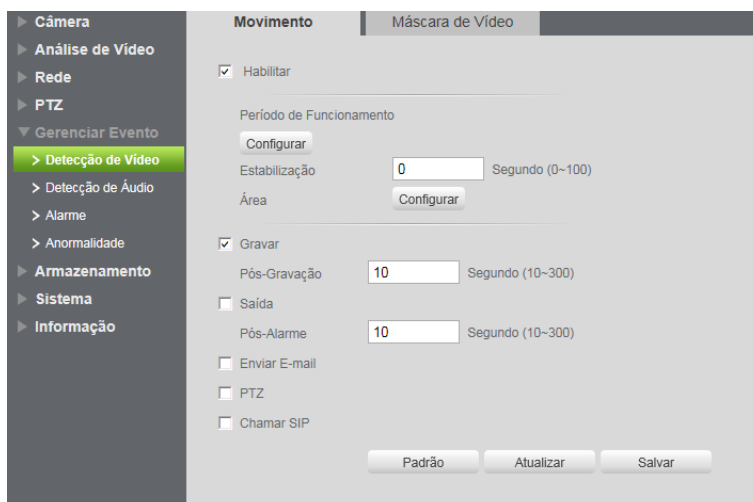 Câmera
Análise de Vídeo
Rede
PTZ
Gerenciar Evento
> Detecção de Vídeo
> Detecção de Áudio
> Alarme
> Anormalidade
Armazenamento
Sistema
Informação
Movimento
Máscara de Vídeo
Habilitar
Período de Funcionamento
Configurar
Estabilização 0 Segundo (0~100)
Área Configurar
Gravar
Pós-Gravação 10 Segundo (10~300)
Saída
Pós-Alarme 10 Segundo (10~300)
Enviar E-mail
PTZ
Chamar SIP
Padrão Atualizar Salvar